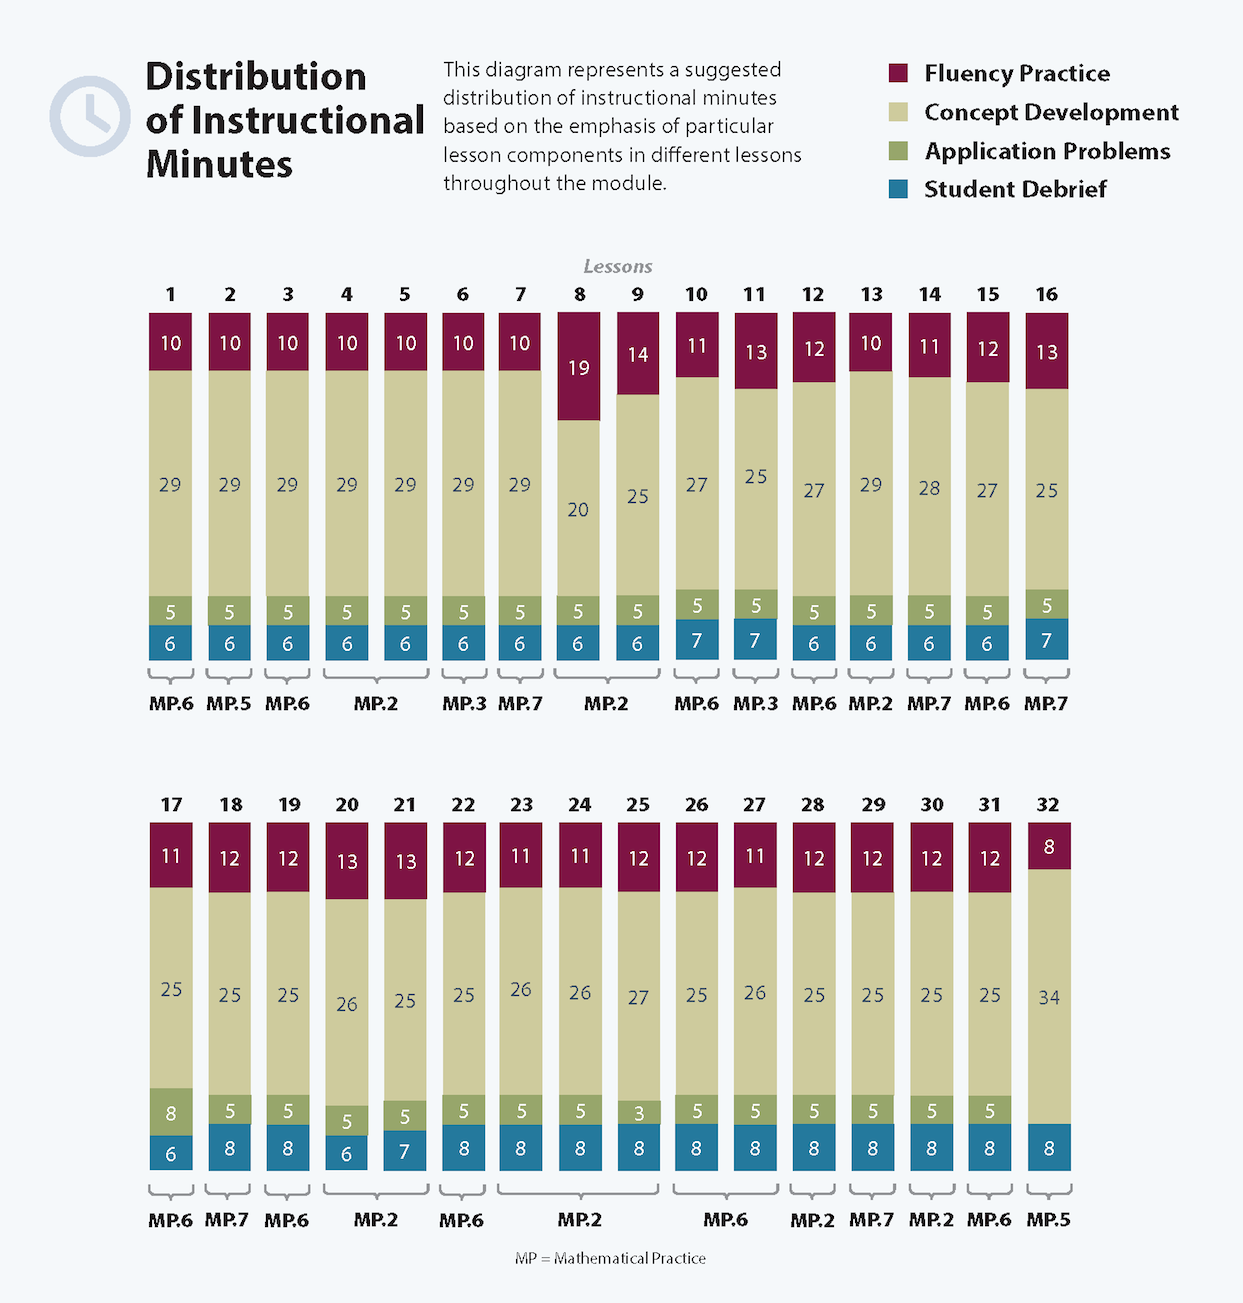 Distribution
of Instructional
Minutes
This diagram represents a suggested
distribution of instructional minutes
based on the emphasis of particular
lesson components in different lessons
throughout the module.
Fluency Practice
Concept Development
Application Problems
Student Debrief
Lessons
1 2 3 4 5 6 7 8 9 10 11 12 13 14 15 16
10 10 10 10 10 10 10 19 14 11 13 12 10 11 12 13
29 29 29 29 29 29 29 20 25 27 25 27 29 28 27 25
5 5 5 5 5 5 5 5 5 5 5 5 5 5 5 5
6 6 6 6 6 6 6 6 6 7 7 6 6 6 6 7
MP.6 MP.5 MP.6 MP.2 MP.3 MP.7 MP.2 MP.6 MP.3 MP.6 MP.2 MP.7 MP.6 MP.7
17 18 19 20 21 22 23 24 25 26 27 28 29 30 31 32
11 12 12 13 13 12 11 11 12 12 11 12 12 12 12 8
25 25 25 26 25 25 26 26 27 25 26 25 25 25 25 34
8 5 5 5 5 5 5 5 3 5 5 5 5 5 5
6 8 8 6 7 8 8 8 8 8 8 8 8 8 8 8
MP.6 MP.7 MP.6 MP.2 MP.6 MP.2 MP.6 MP.2 MP.7 MP.2 MP.6 MP.5
MP = Mathematical Practice